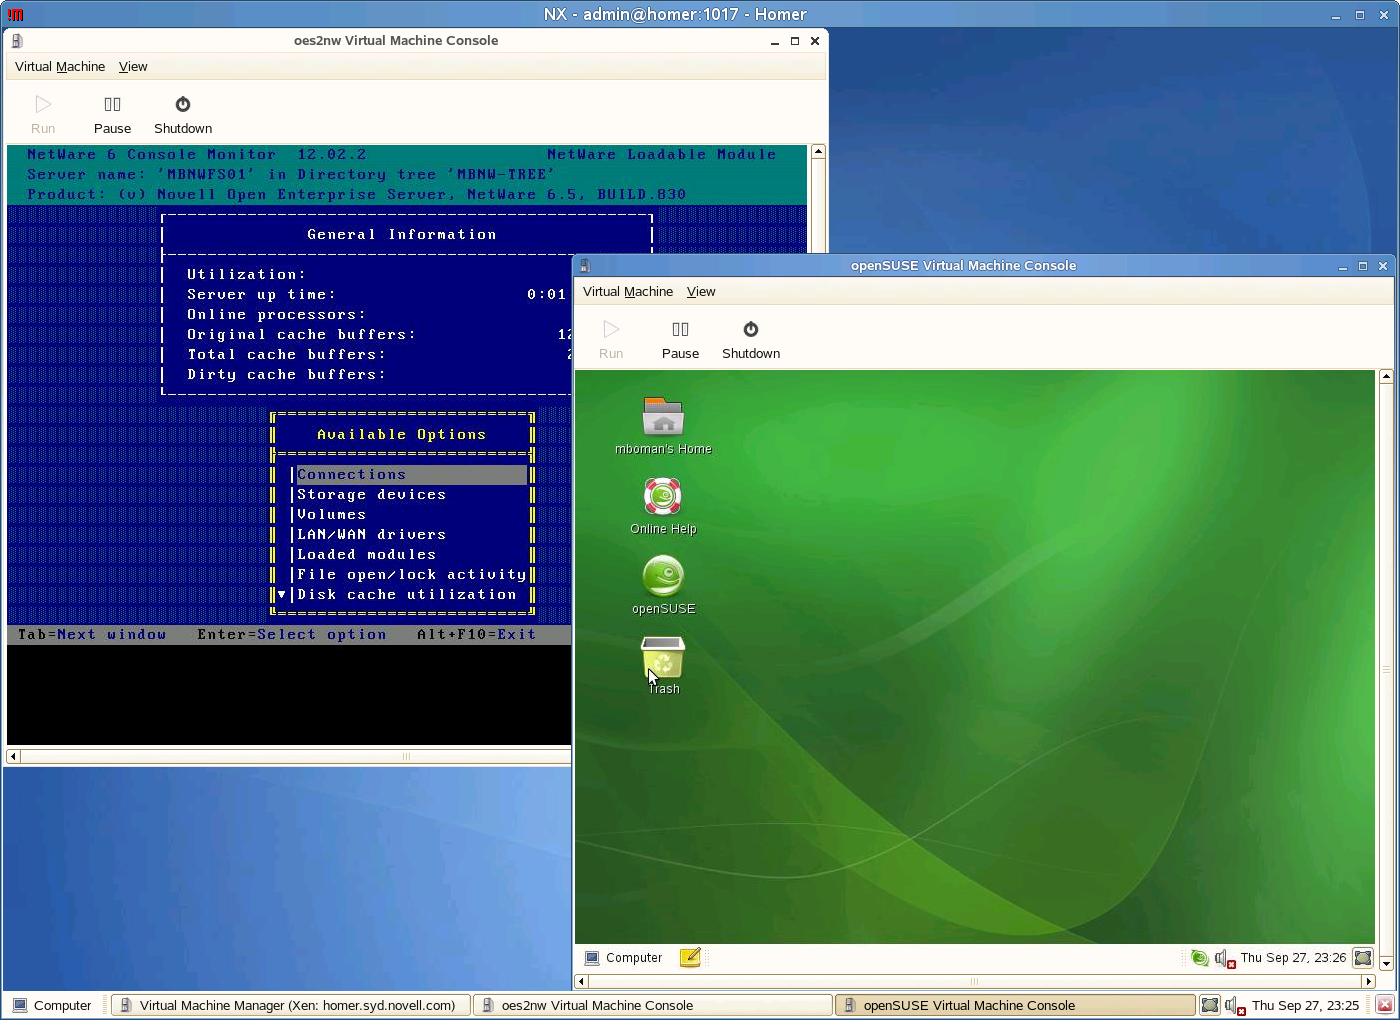 !M
NX - admin@homer:1017 - Homer
oes2nw Virtual Machine Console
Virtual Machine View
Run Pause Shutdown
NetWare 6 Console Monitor 12.02.2 NetWare Loadable Module
Server name: 'MBNWFS01' in Directory tree 'MBNW-TREE'
Product: (v) Novell Open Enterprise Server, NetWare 6.5, BUILD.830
General Information
Utilization:
Server up time: 0:01
Online processors:
Original cache buffers: 12
Total cache buffers:
Dirty cache buffers:
Available Options
Connections
Storage devices
Volumes
LAN/WAN drivers
Loaded modules
File open/lock activity
Disk cache utilization
Tab=Next window Enter=Select option Alt+F10=Exit
openSUSE Virtual Machine Console
Virtual Machine View
Run Pause Shutdown
mboman's Home
Online Help
openSUSE
Trash
Computer Thu Sep 27, 23:26
Computer Virtual Machine Manager (Xen: homer.syd.novell.com) oes2nw Virtual Machine Console openSUSE Virtual Machine Console Thu Sep 27, 23:25